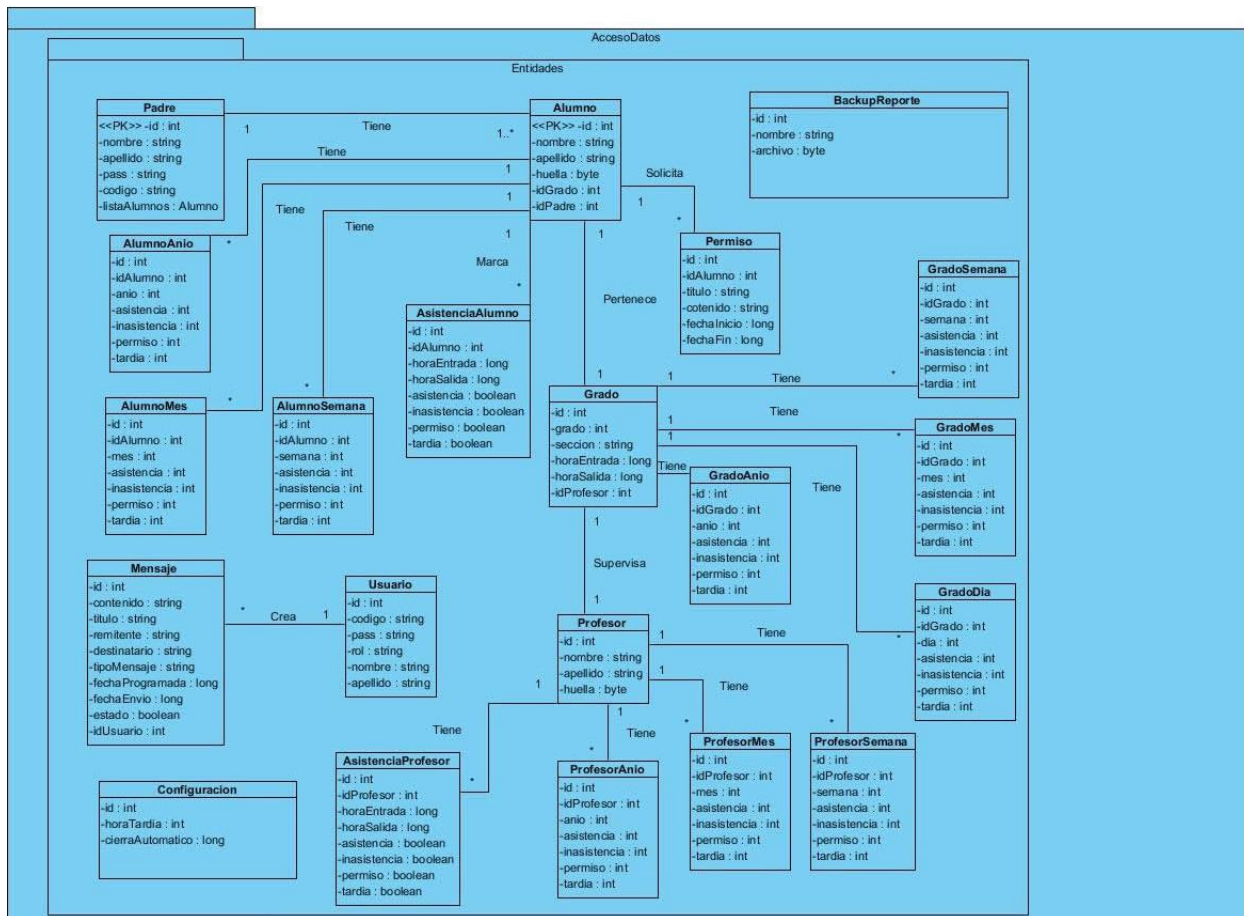 AccesoDatos
Entidades
Padre
<<PK>> -id : int
-nombre : string
-apellido : string
-pass : string
-codigo : string
-listaAlumnos : Alumno
1
Tiene
1..*
Alumno
<<PK>> -id : int
-nombre : string
-apellido : string
-huella : byte
-idGrado : int
-idPadre : int
BackupReporte
-id : int
-nombre : string
-archivo : byte
Tiene
1
*
Tiene
1
*
Tiene
1
*
Marca
1
*
Solicita
1
*
Pertenece
1
1
AlumnoAnio
-id : int
-idAlumno : int
-anio : int
-asistencia : int
-inasistencia : int
-permiso : int
-tardia : int
Permiso
-id : int
-idAlumno : int
-titulo : string
-cotenido : string
-fechaInicio : long
-fechaFin : long
GradoSemana
-id : int
-idGrado : int
-semana : int
-asistencia : int
-inasistencia : int
-permiso : int
-tardia : int
AsistenciaAlumno
-id : int
-idAlumno : int
-horaEntrada : long
-horaSalida : long
-asistencia : boolean
-inasistencia : boolean
-permiso : boolean
-tardia : boolean
AlumnoMes
-id : int
-idAlumno : int
-mes : int
-asistencia : int
-inasistencia : int
-permiso : int
-tardia : int
AlumnoSemana
-id : int
-idAlumno : int
-semana : int
-asistencia : int
-inasistencia : int
-permiso : int
-tardia : int
Grado
-id : int
-grado : int
-seccion : string
-horaEntrada : long
-horaSalida : long
-idProfesor : int
1
Tiene
*
1
Tiene
*
1
Tiene
*
Tiene
GradoMes
-id : int
-idGrado : int
-mes : int
-asistencia : int
-inasistencia : int
-permiso : int
-tardia : int
GradoAnio
-id : int
-idGrado : int
-anio : int
-asistencia : int
-inasistencia : int
-permiso : int
-tardia : int
1
Supervisa
1
Mensaje
-id : int
-contenido : string
-titulo : string
-remitente : string
-destinatario : string
-tipoMensaje : string
-fechaProgramada : long
-fechaEnvio : long
-estado : boolean
-idUsuario : int
*
Crea
1
Usuario
-id : int
-codigo : string
-pass : string
-rol : string
-nombre : string
-apellido : string
Profesor
-id : int
-nombre : string
-apellido : string
-huella : byte
GradoDia
-id : int
-idGrado : int
-dia : int
-asistencia : int
-inasistencia : int
-permiso : int
-tardia : int
1
Tiene
*
1
Tiene
*
1
Tiene
*
1
Tiene
*
Configuracion
-id : int
-horaTardia : int
-cierraAutomatico : long
AsistenciaProfesor
-id : int
-idProfesor : int
-horaEntrada : long
-horaSalida : long
-asistencia : boolean
-inasistencia : boolean
-permiso : boolean
-tardia : boolean
ProfesorAnio
-id : int
-idProfesor : int
-anio : int
-asistencia : int
-inasistencia : int
-permiso : int
-tardia : int
ProfesorMes
-id : int
-idProfesor : int
-mes : int
-asistencia : int
-inasistencia : int
-permiso : int
-tardia : int
ProfesorSemana
-id : int
-idProfesor : int
-semana : int
-asistencia : int
-inasistencia : int
-permiso : int
-tardia : int